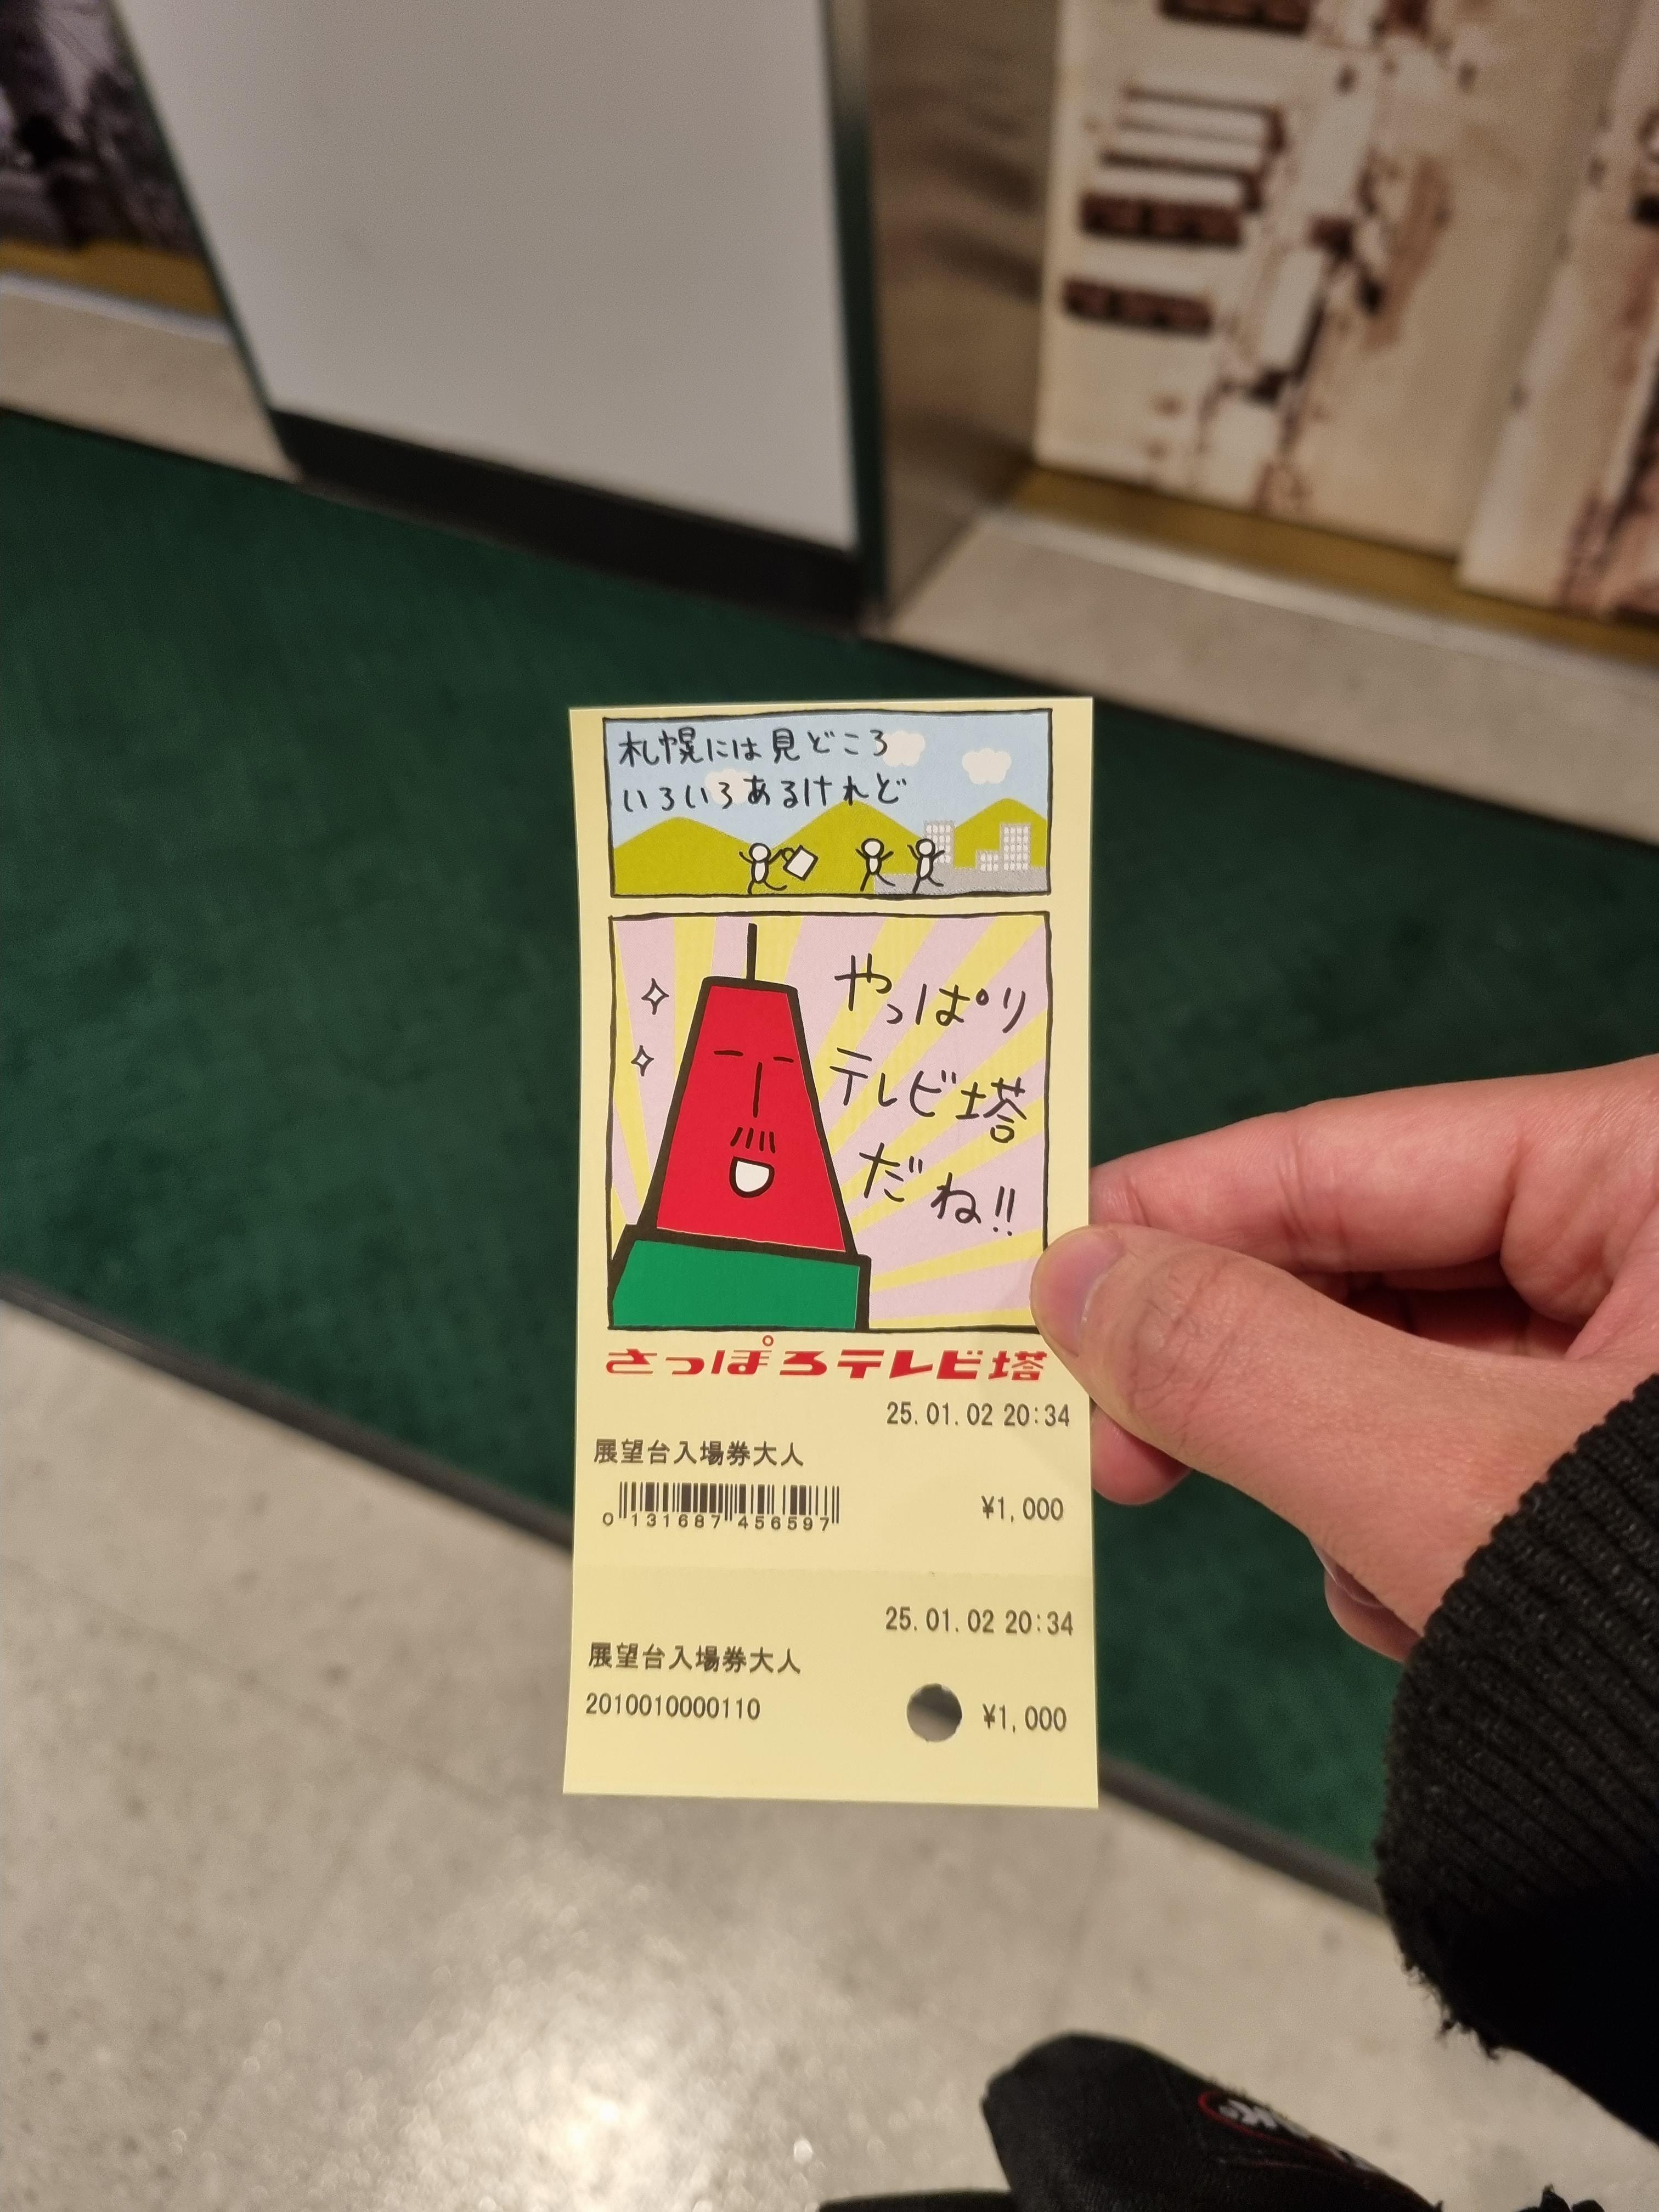 札幌には見どころ
いろいろあるけれど
やっぱり
テレビ塔
だね!!
さっぽろテレビ塔
25.01.02 20:34
展望台入場券大人
0 131687 456597
¥1,000
25.01.02 20:34
展望台入場券大人
2010010000110
¥1,000